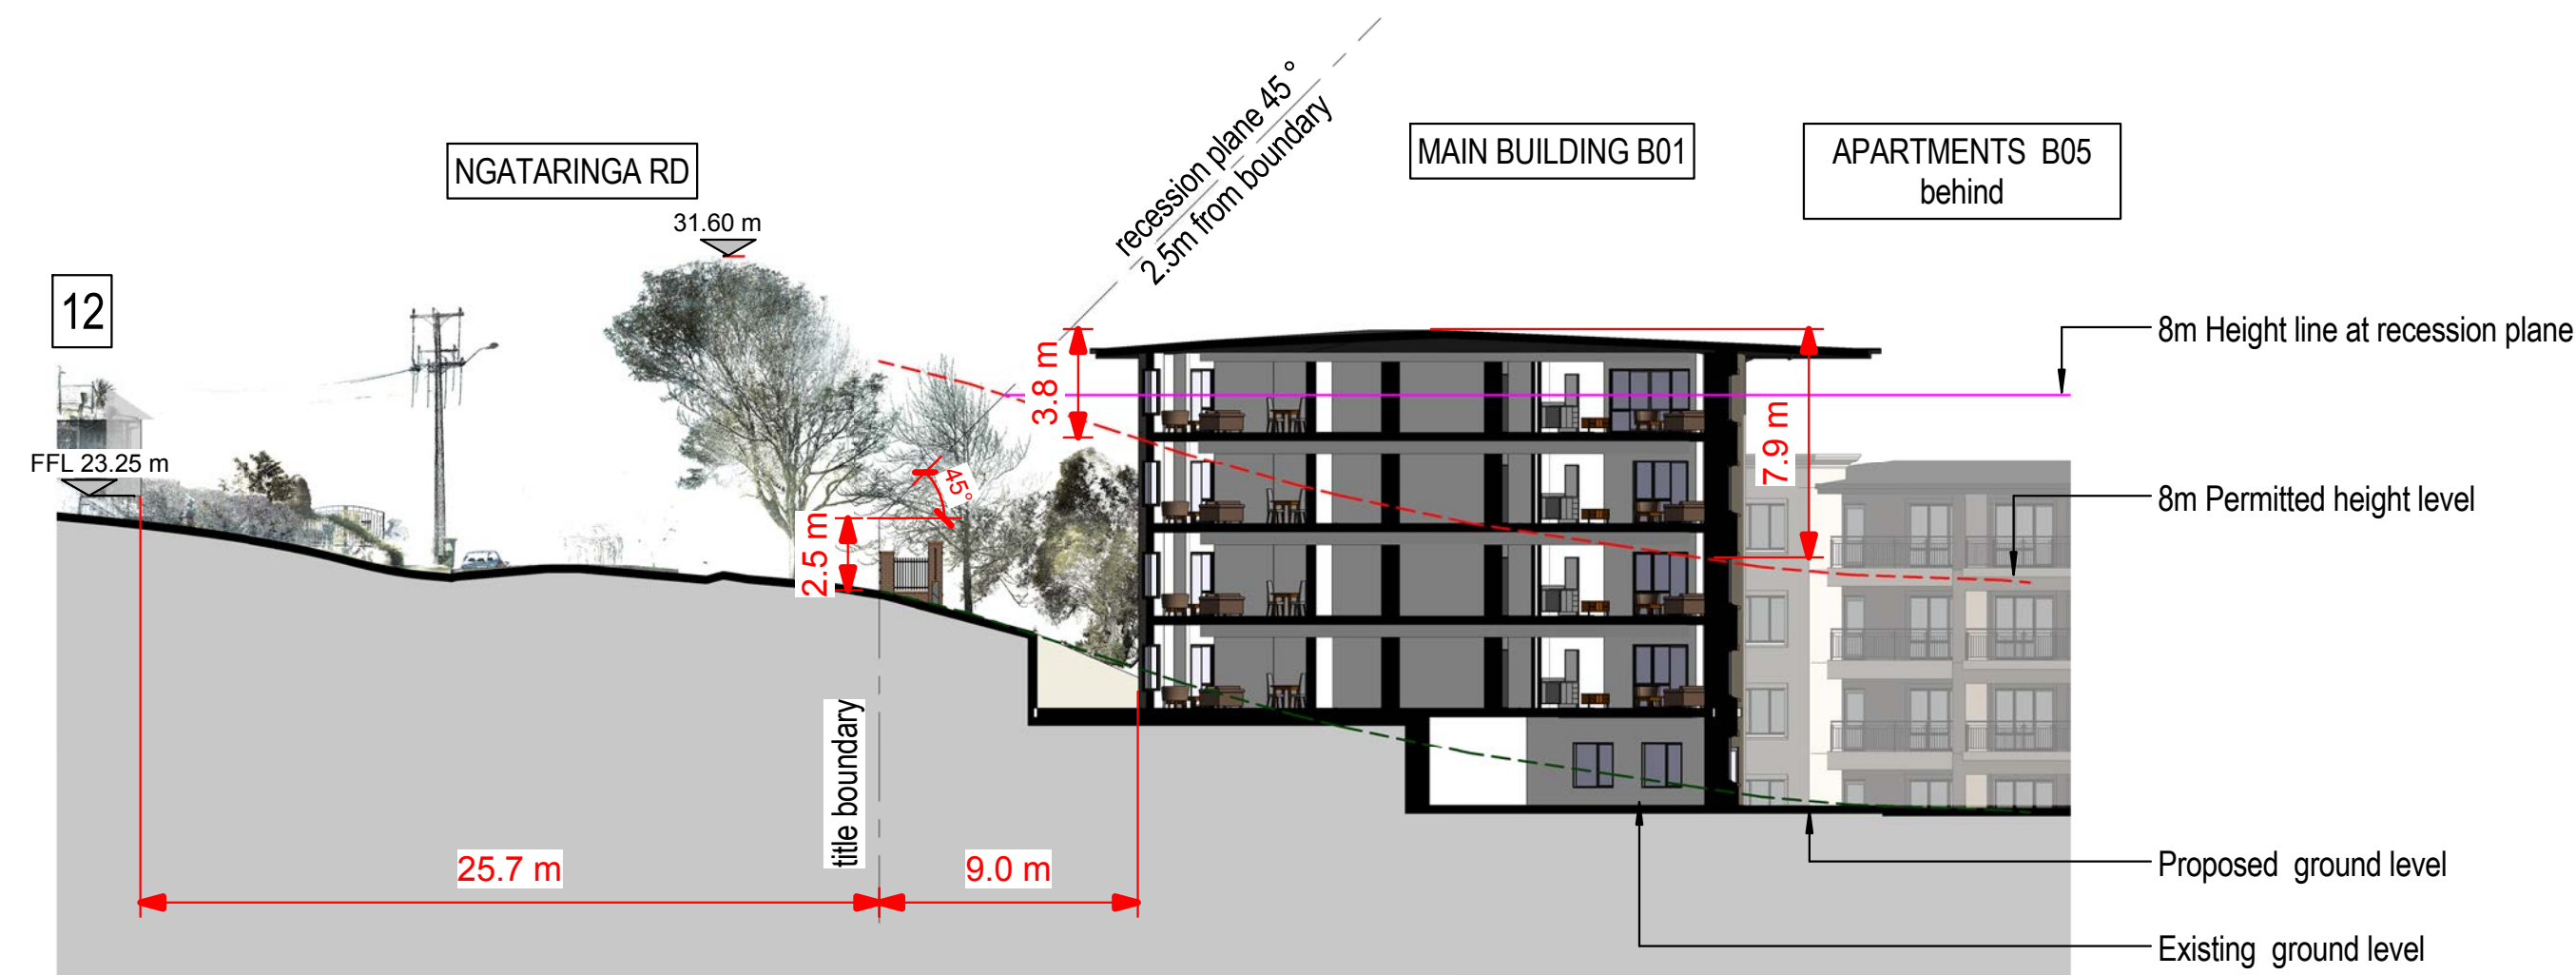 recession plane 45°
2.5m from boundary
NGATARINGA RD
MAIN BUILDING B01
APARTMENTS B05
behind
31.60 m
12
8m Height line at recession plane
3.8 m
7.9 m
FFL 23.25 m
45°
8m Permitted height level
2.5 m
title boundary
25.7 m
9.0 m
Proposed ground level
Existing ground level